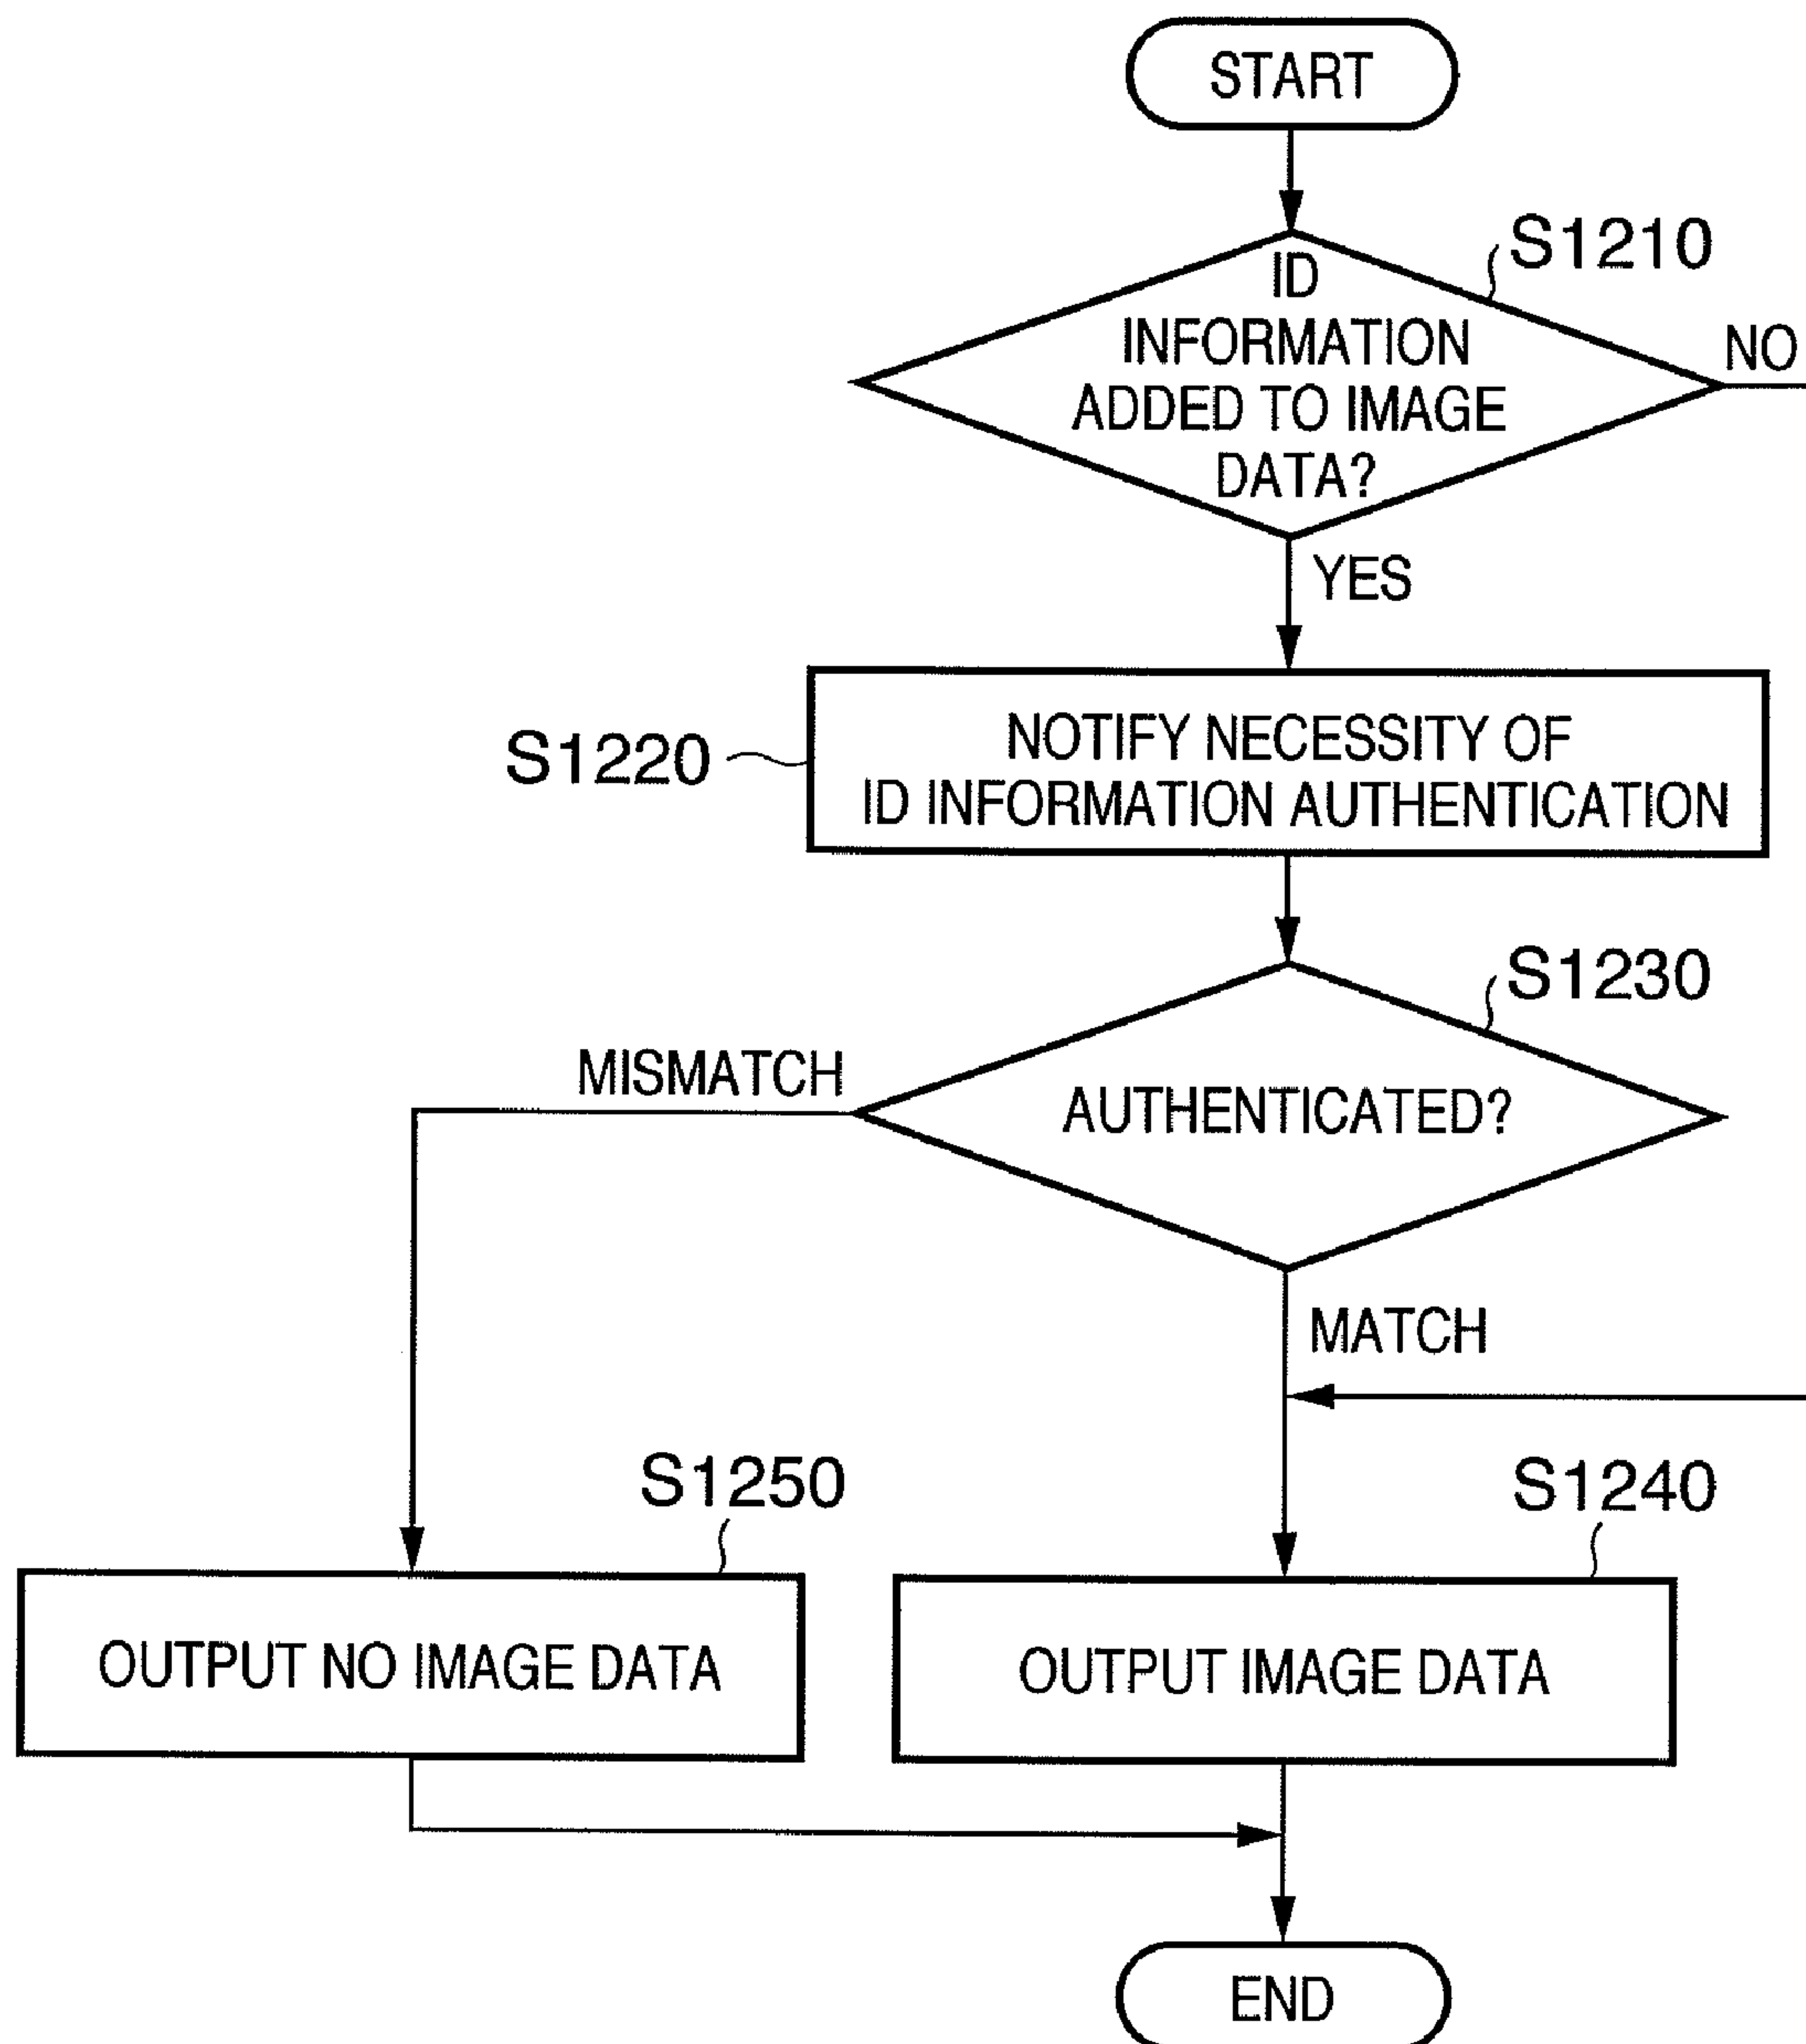 START
S1210
ID
INFORMATION
ADDED TO IMAGE
DATA?
NO
YES
S1220
NOTIFY NECESSITY OF
ID INFORMATION AUTHENTICATION
S1230
MISMATCH
AUTHENTICATED?
MATCH
S1250
S1240
OUTPUT NO IMAGE DATA
OUTPUT IMAGE DATA
END